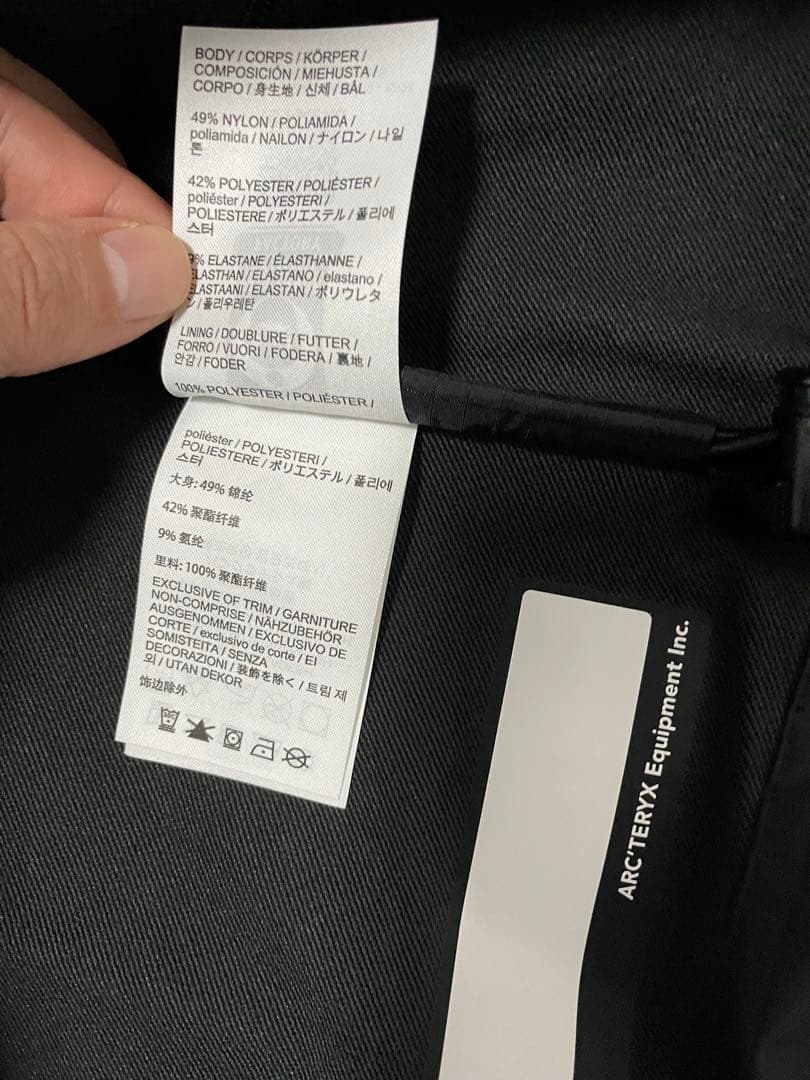 BODY / CORPS / KÖRPER /
COMPOSICIÓN / MIEHUSTA /
CORPO / 身生地 / 신체 / BÅL
49% NYLON / POLIAMIDA /
poliamida / NAILON / ナイロン / 나일
론
42% POLYESTER / POLIÉSTER /
poliéster / POLYESTERI /
POLIESTERE / ポリエステル / 폴리에
스터
9% ELASTANE / ÉLASTHANNE /
ELASTHAN / ELASTANO / elastano /
ELASTAANI / ELASTAN / ポリウレタ
ン / 폴리우레탄
LINING / DOUBLURE / FUTTER /
FORRO / VUORI / FODERA / 裏地 /
안감 / FODER
100% POLYESTER / POLIÉSTER /
poliéster / POLYESTERI /
POLIESTERE / ポリエステル / 폴리에
스터
大身: 49% 锦纶
42% 聚酯纤维
9% 氨纶
里料: 100% 聚酯纤维
EXCLUSIVE OF TRIM / GARNITURE
NON-COMPRISE / NÄHZUBEHÖR
AUSGENOMMEN / EXCLUSIVO DE
CORTE / exclusivo de corte / EI
SOMISTEITA / SENZA
DECORAZIONI / 装飾を除く / 트림 제
외 / UTAN DEKOR
饰边除外
ARC'TERYX Equipment Inc.